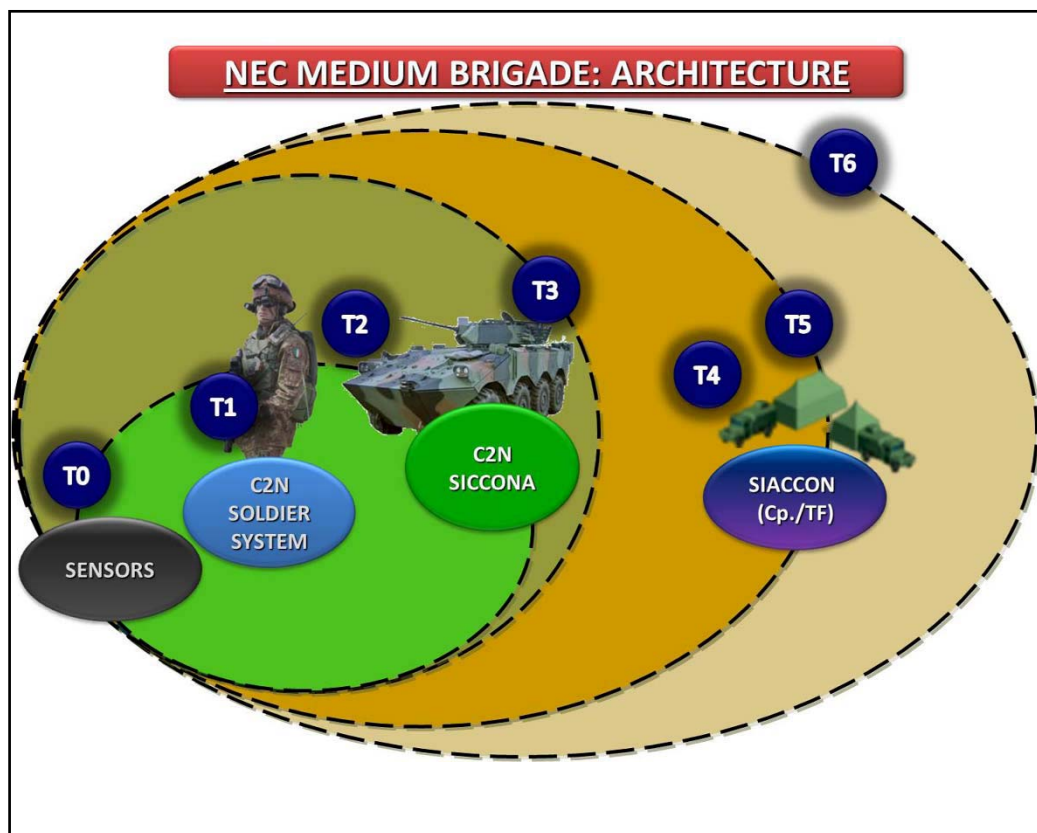 NEC MEDIUM BRIGADE: ARCHITECTURE
T6
T3
T2
T5
T4
T1
T0
C2N
SICCONA
C2N
SOLDIER
SYSTEM
SIACCON
(Cp./TF)
SENSORS